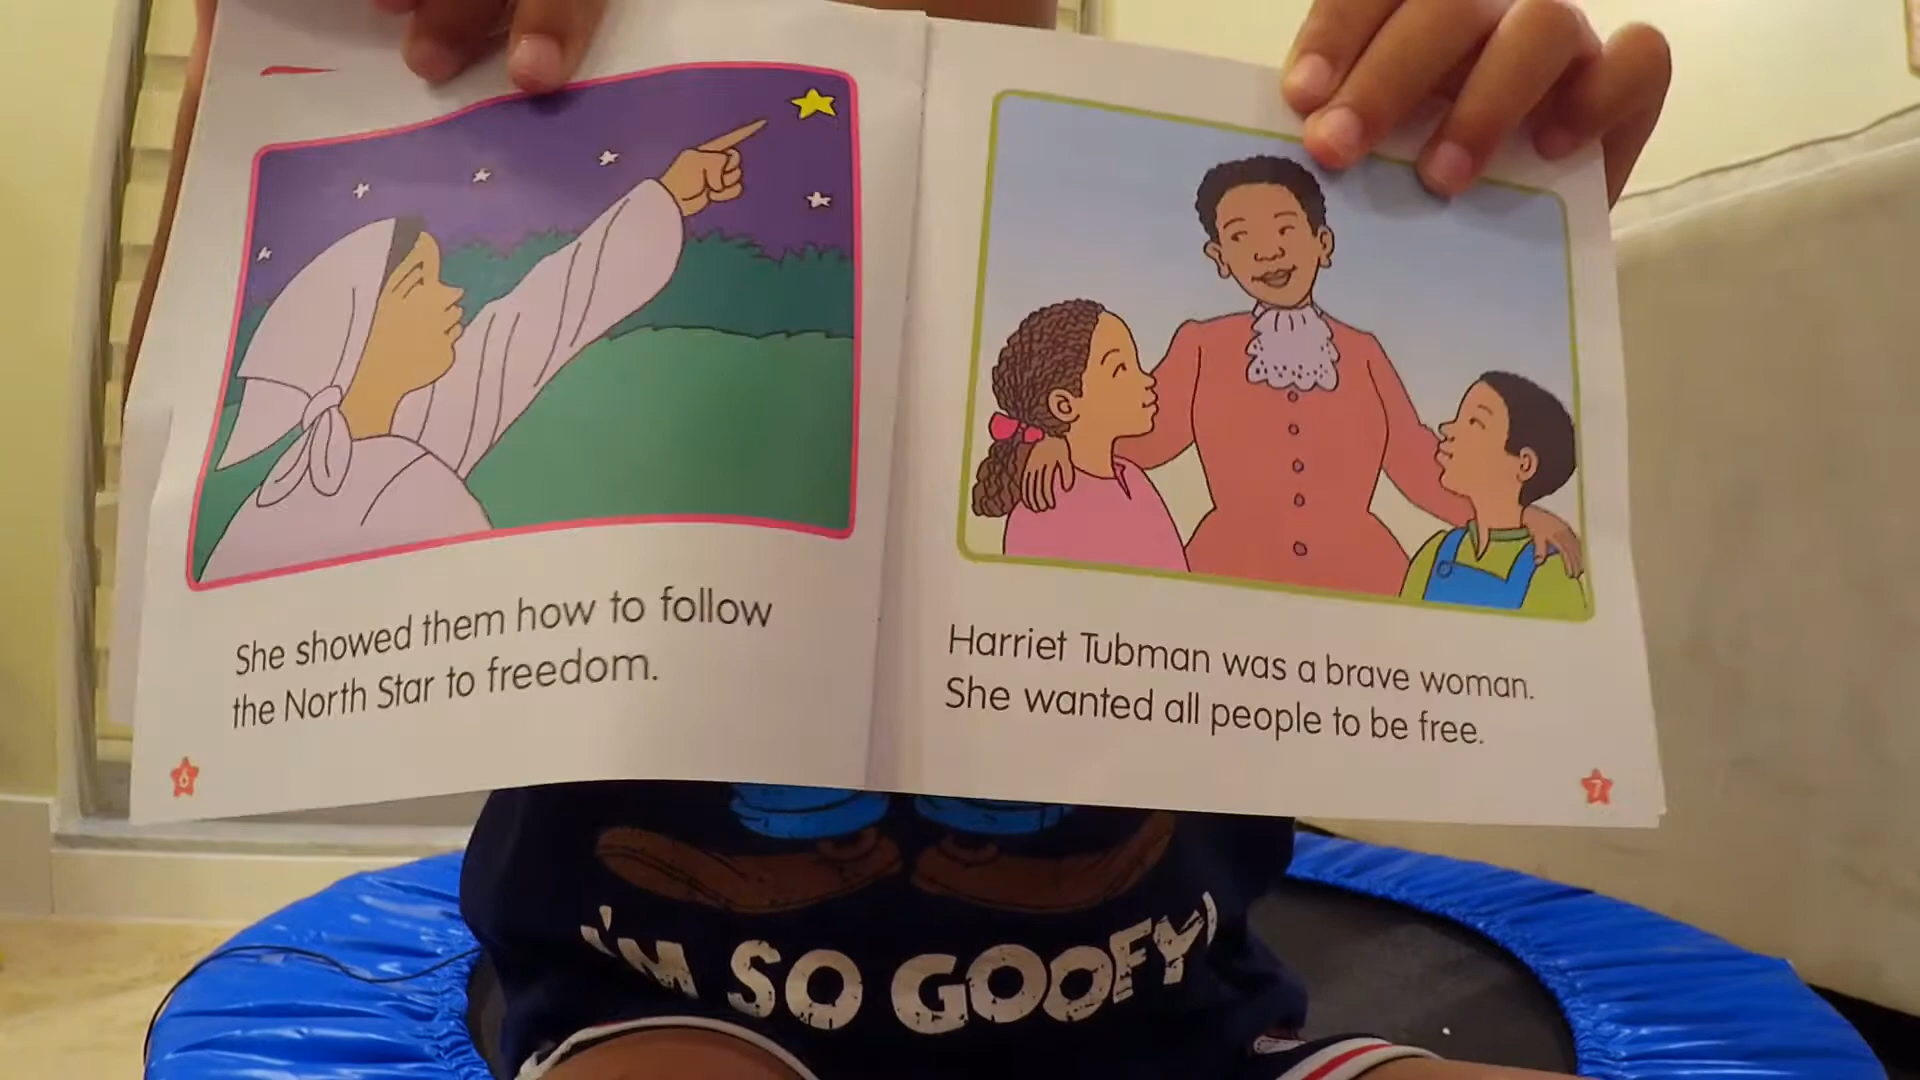 She showed them how to follow
the North Star to freedom.
6
Harriet Tubman was a brave woman.
She wanted all people to be free.
7
I'M SO GOOFY!